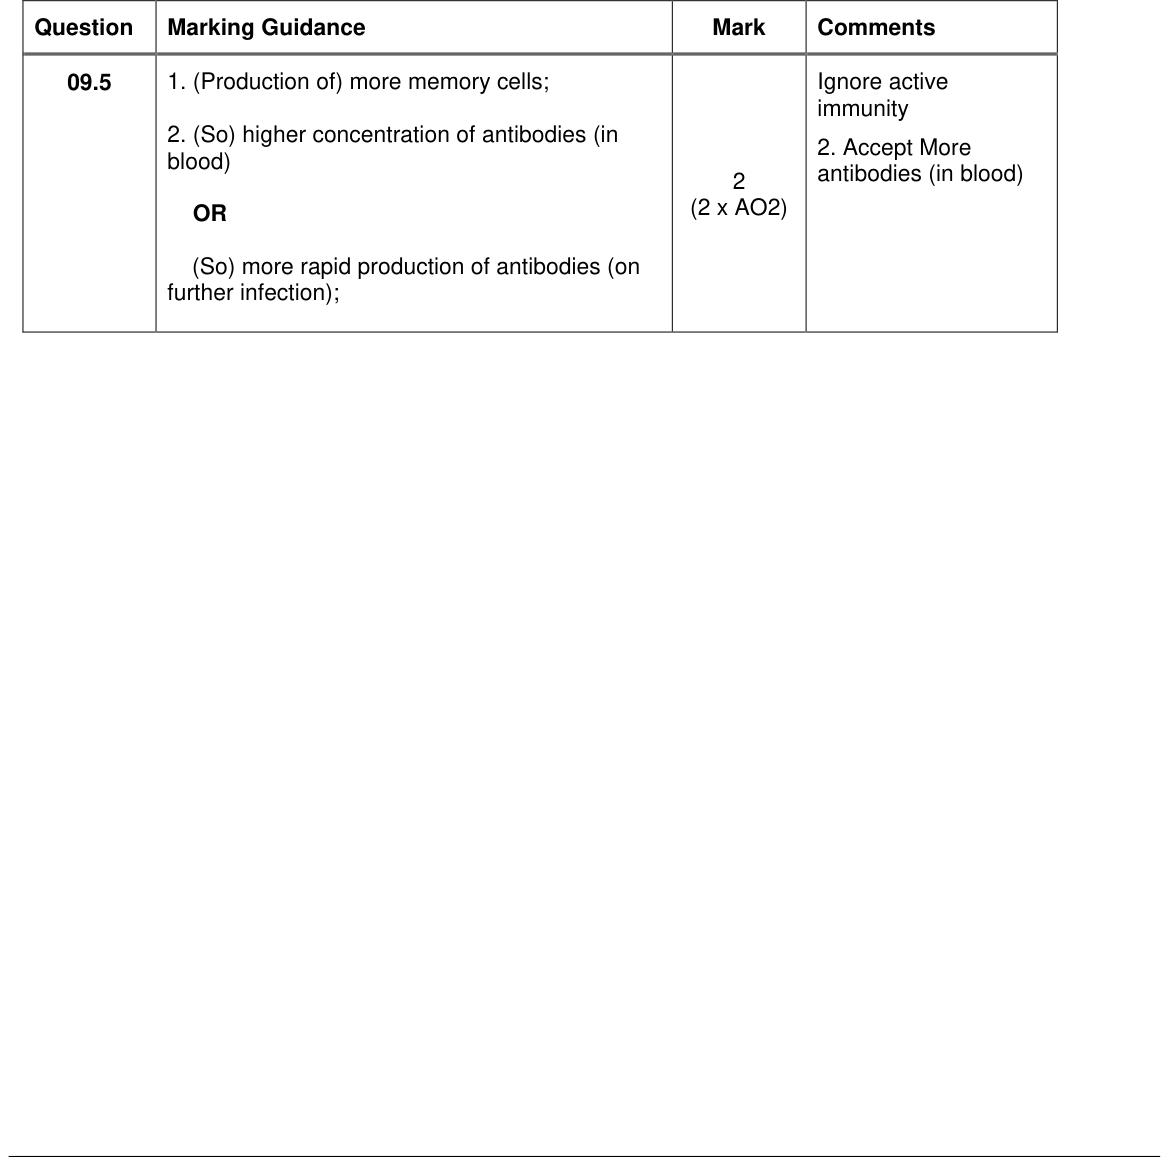 Question Marking Guidance Mark Comments
09.5
1. (Production of) more memory cells;
2. (So) higher concentration of antibodies (in
blood)
OR
(So) more rapid production of antibodies (on
further infection);
2
(2 x AO2)
Ignore active
immunity
2. Accept More
antibodies (in blood)